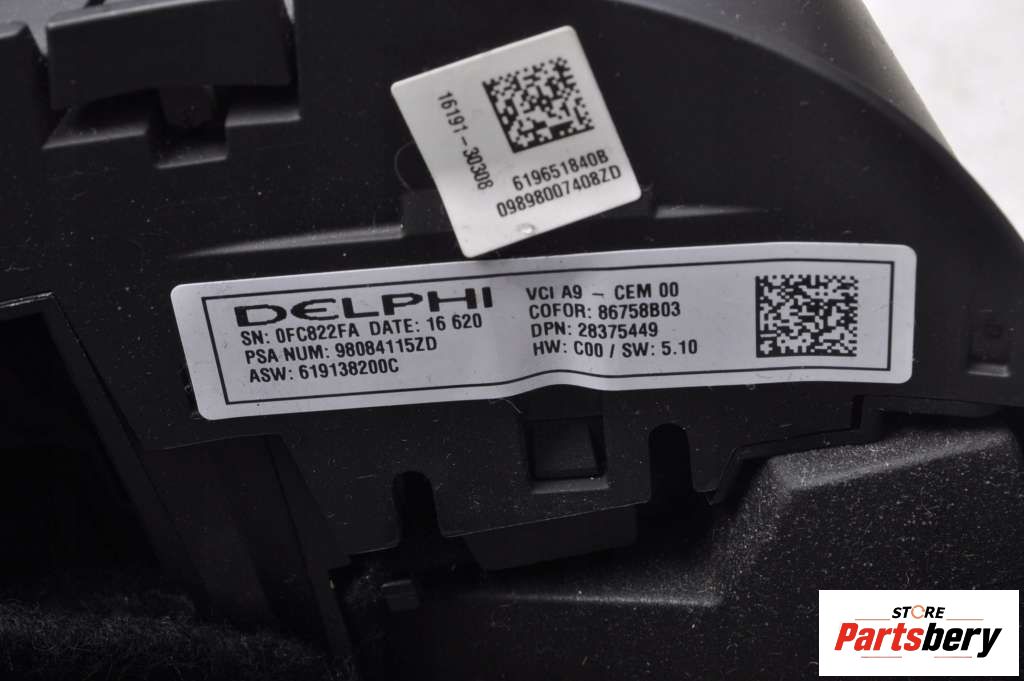 16191-30308
619651840B
09898007408ZD
DELPHI
SN: 0FC822FA DATE: 16 620
PSA NUM: 98084115ZD
ASW: 619138200C
VCI A9 - CEM 00
COFOR: 86758B03
DPN: 28375449
HW: C00 / SW: 5.10
STORE
Partsbery